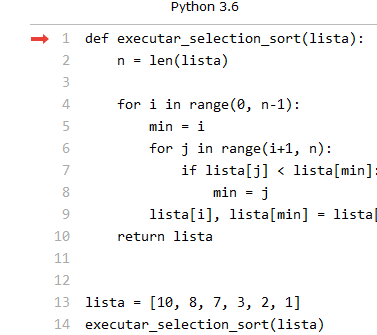 Python 3.6
1 def executar_selection_sort(lista):
2     n = len(lista)
3
4     for i in range(0, n-1):
5         min = i
6         for j in range(i+1, n):
7             if lista[j] < lista[min]:
8                 min = j
9         lista[i], lista[min] = lista[
10     return lista
11
12
13 lista = [10, 8, 7, 3, 2, 1]
14 executar_selection_sort(lista)